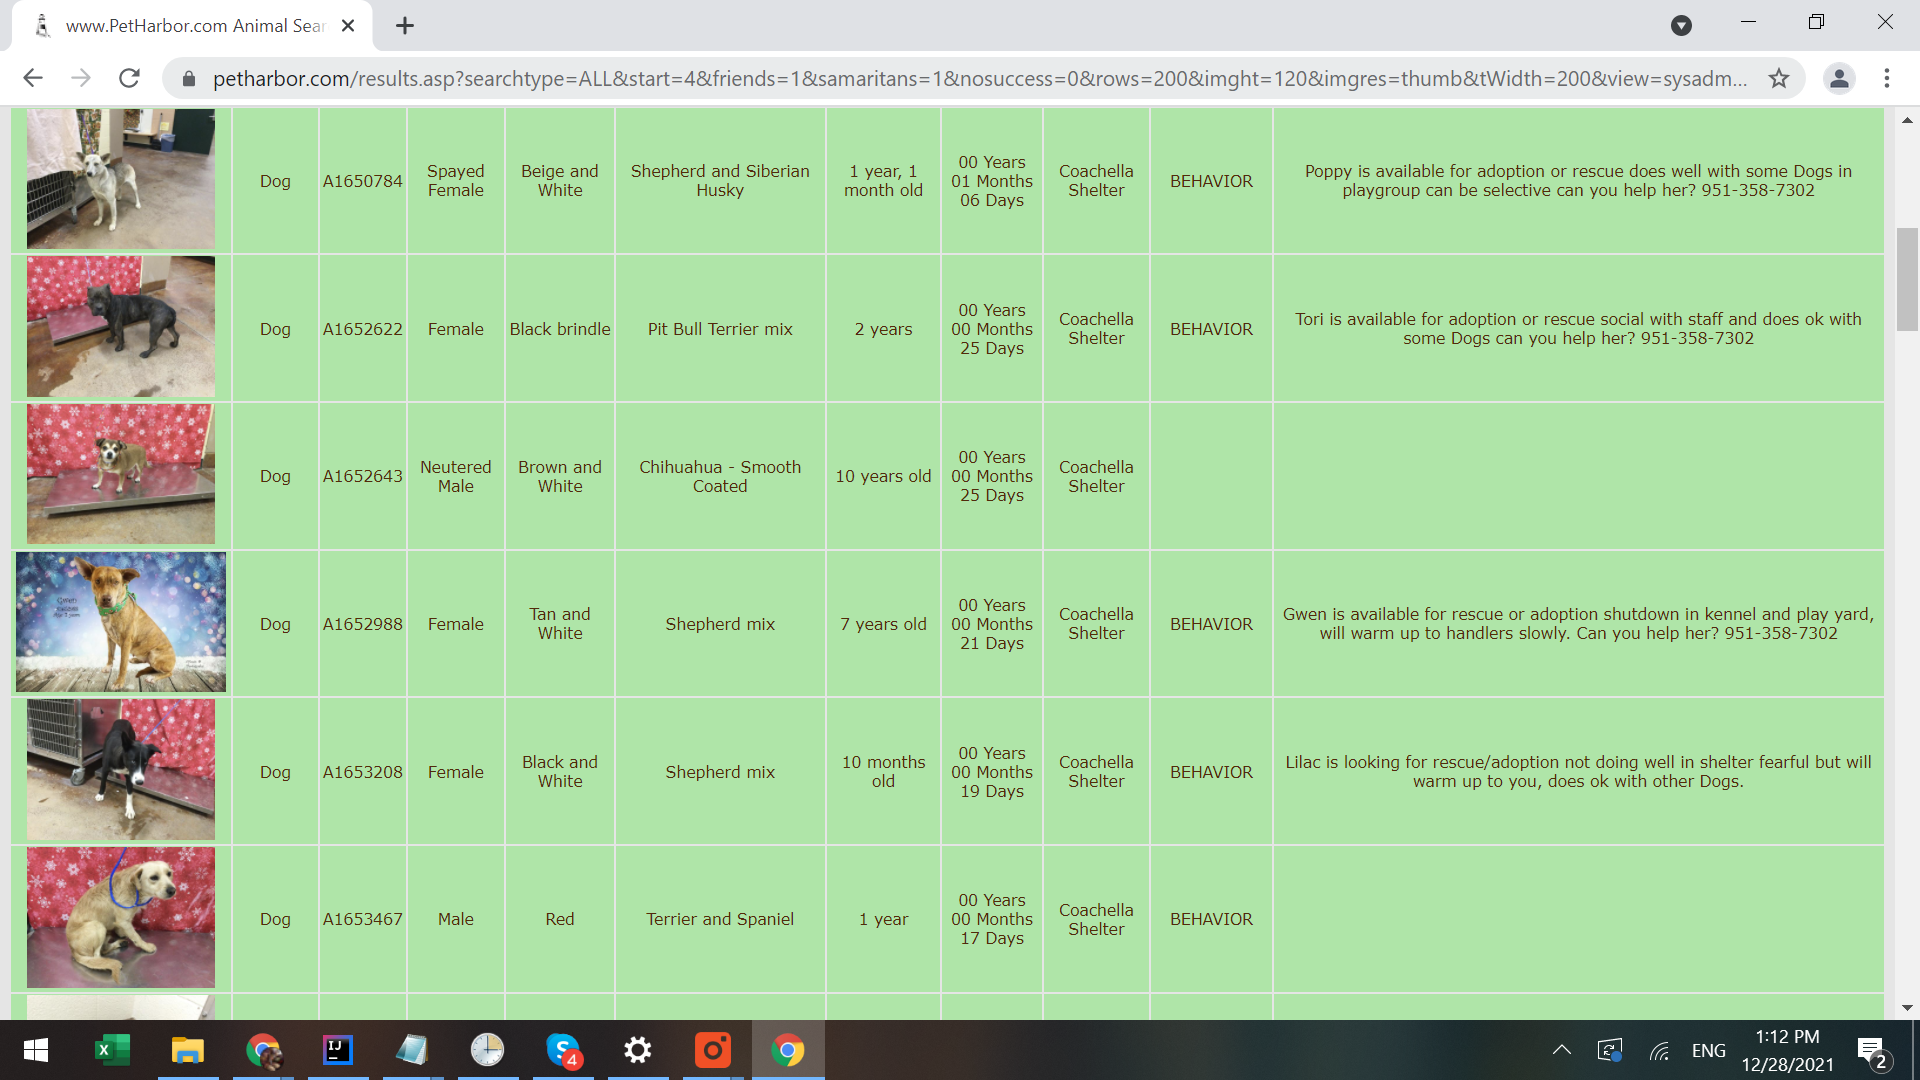 www.PetHarbor.com Animal Sear
petharbor.com/results.asp?searchtype=ALL&start=4&friends=1&samaritans=1&nosuccess=0&rows=200&imght=120&imgres=thumb&tWidth=200&view=sysadm...
Dog
A1650784
Spayed
Female
Beige and
White
Shepherd and Siberian
Husky
1 year, 1
month old
00 Years
01 Months
06 Days
Coachella
Shelter
BEHAVIOR
Poppy is available for adoption or rescue does well with some Dogs in
playgroup can be selective can you help her? 951-358-7302
Dog
A1652622
Female
Black brindle
Pit Bull Terrier mix
2 years
00 Years
00 Months
25 Days
Coachella
Shelter
BEHAVIOR
Tori is available for adoption or rescue social with staff and does ok with
some Dogs can you help her? 951-358-7302
Dog
A1652643
Neutered
Male
Brown and
White
Chihuahua - Smooth
Coated
10 years old
00 Years
00 Months
25 Days
Coachella
Shelter
Gwen
Dog
A1652988
Female
Tan and
White
Shepherd mix
7 years old
00 Years
00 Months
21 Days
Coachella
Shelter
BEHAVIOR
Gwen is available for rescue or adoption shutdown in kennel and play yard,
will warm up to handlers slowly. Can you help her? 951-358-7302
Dog
A1653208
Female
Black and
White
Shepherd mix
10 months
old
00 Years
00 Months
19 Days
Coachella
Shelter
BEHAVIOR
Lilac is looking for rescue/adoption not doing well in shelter fearful but will
warm up to you, does ok with other Dogs.
Dog
A1653467
Male
Red
Terrier and Spaniel
1 year
00 Years
00 Months
17 Days
Coachella
Shelter
BEHAVIOR
X
IJ
S
4
ENG
1:12 PM
12/28/2021
2